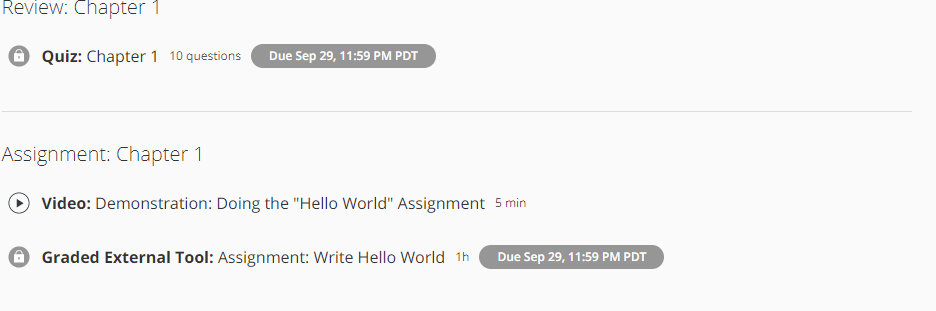 Review: Chapter 1
Quiz: Chapter 1 10 questions Due Sep 29, 11:59 PM PDT
Assignment: Chapter 1
Video: Demonstration: Doing the "Hello World" Assignment 5 min
Graded External Tool: Assignment: Write Hello World 1h Due Sep 29, 11:59 PM PDT